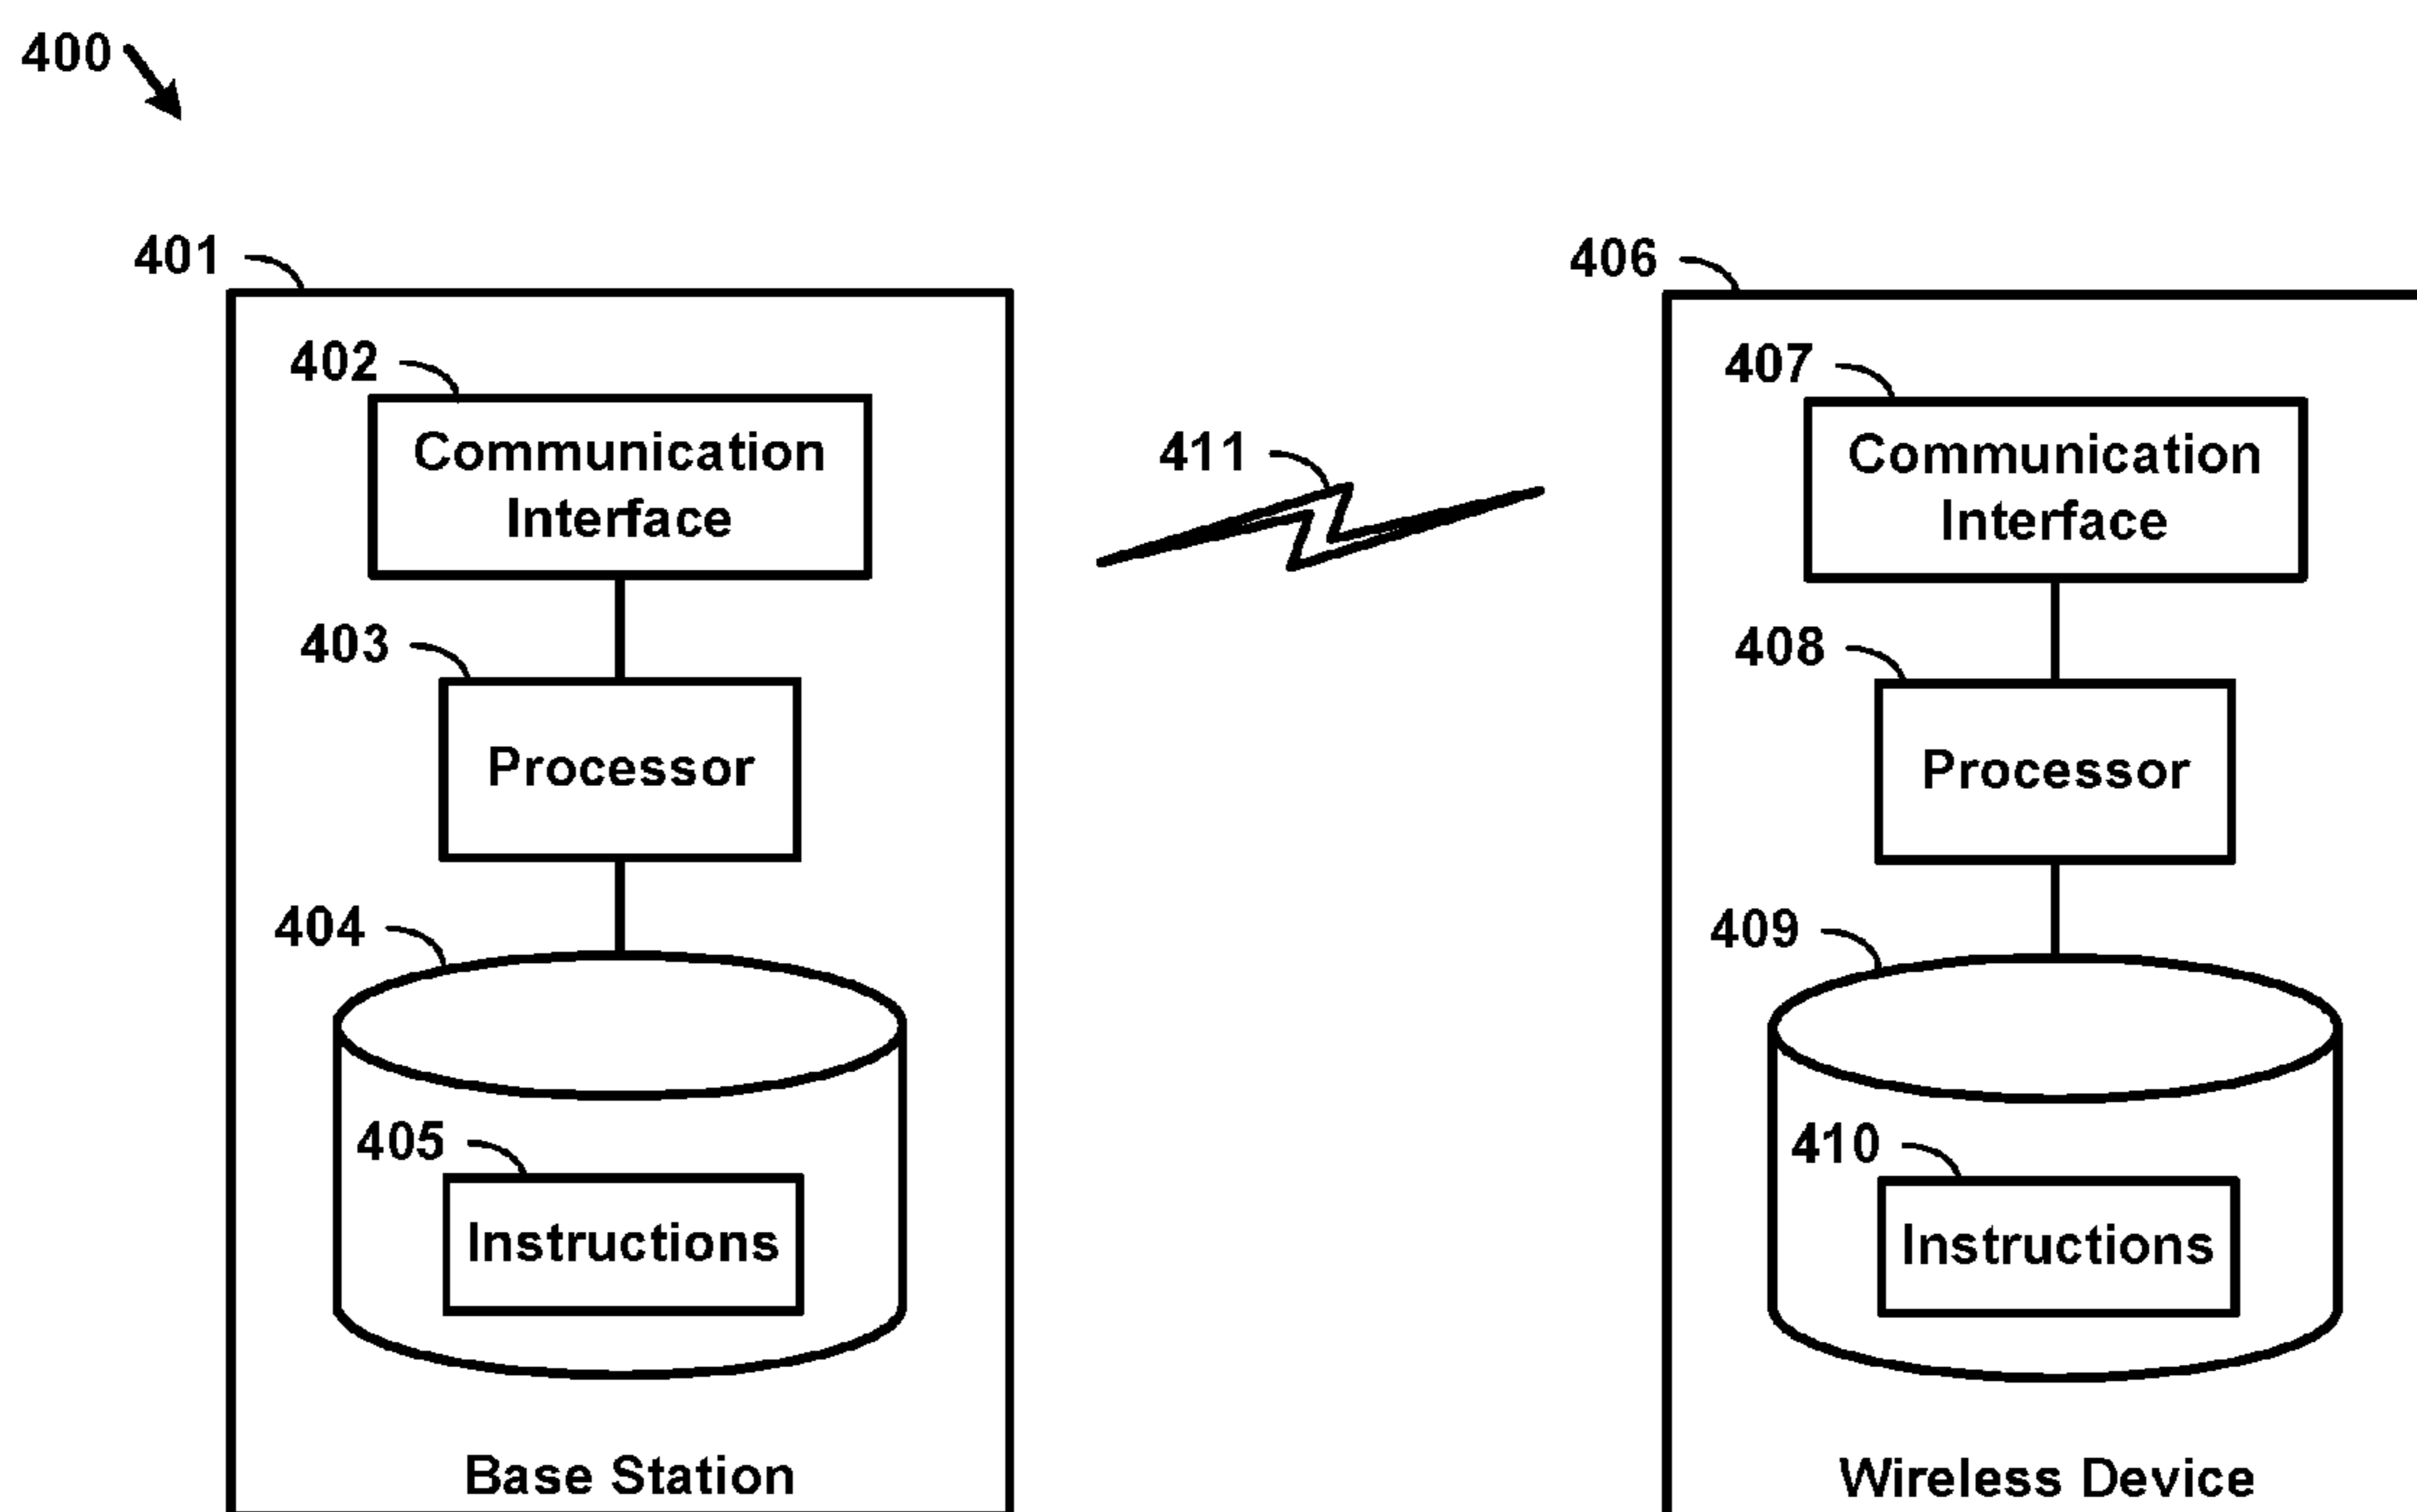 400
401
402
Communication
Interface
403
Processor
404
405
Instructions
Base Station
411
406
407
Communication
Interface
408
Processor
409
410
Instructions
Wireless Device